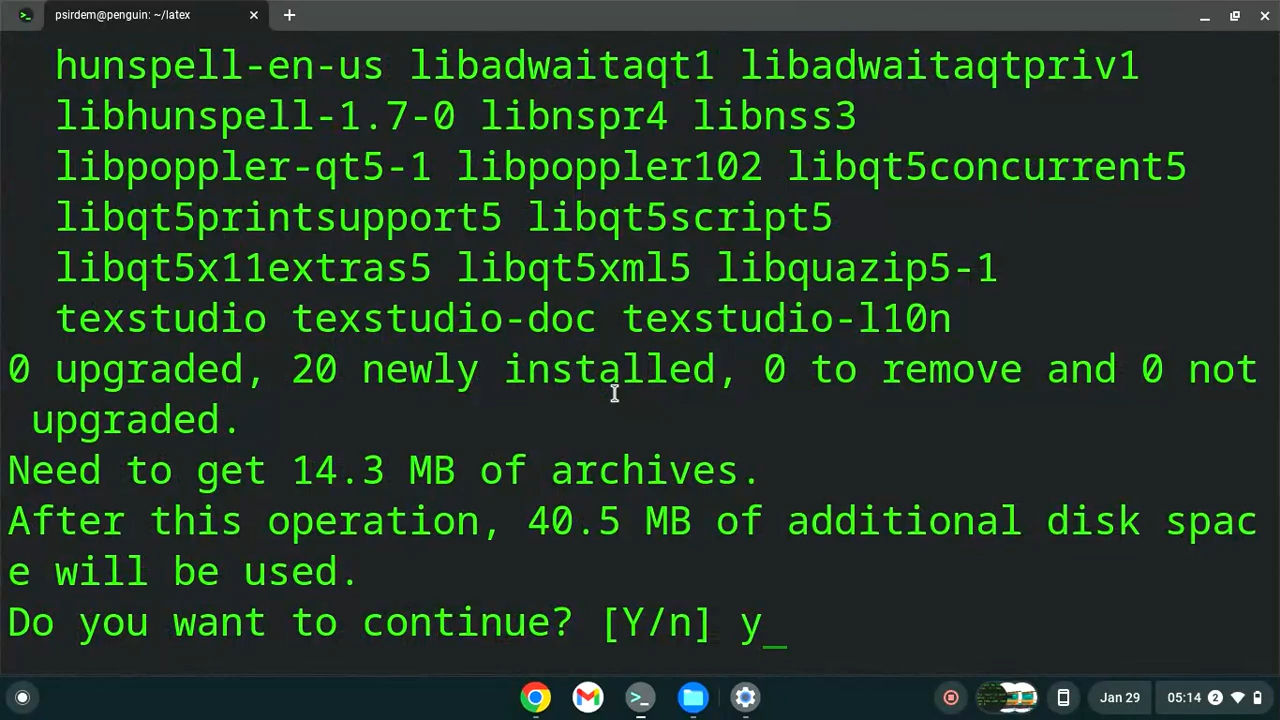 psirdem@penguin: ~/latex
hunspell-en-us libadwaitaqt1 libadwaitaqtpriv1
libhunspell-1.7-0 libnspr4 libnss3
libpoppler-qt5-1 libpoppler102 libqt5concurrent5
libqt5printsupport5 libqt5script5
libqt5x11extras5 libqt5xml5 libquazip5-1
texstudio texstudio-doc texstudio-l10n
0 upgraded, 20 newly installed, 0 to remove and 0 not
upgraded.
Need to get 14.3 MB of archives.
After this operation, 40.5 MB of additional disk spac
e will be used.
Do you want to continue? [Y/n] y_
Jan 29
05:14 2